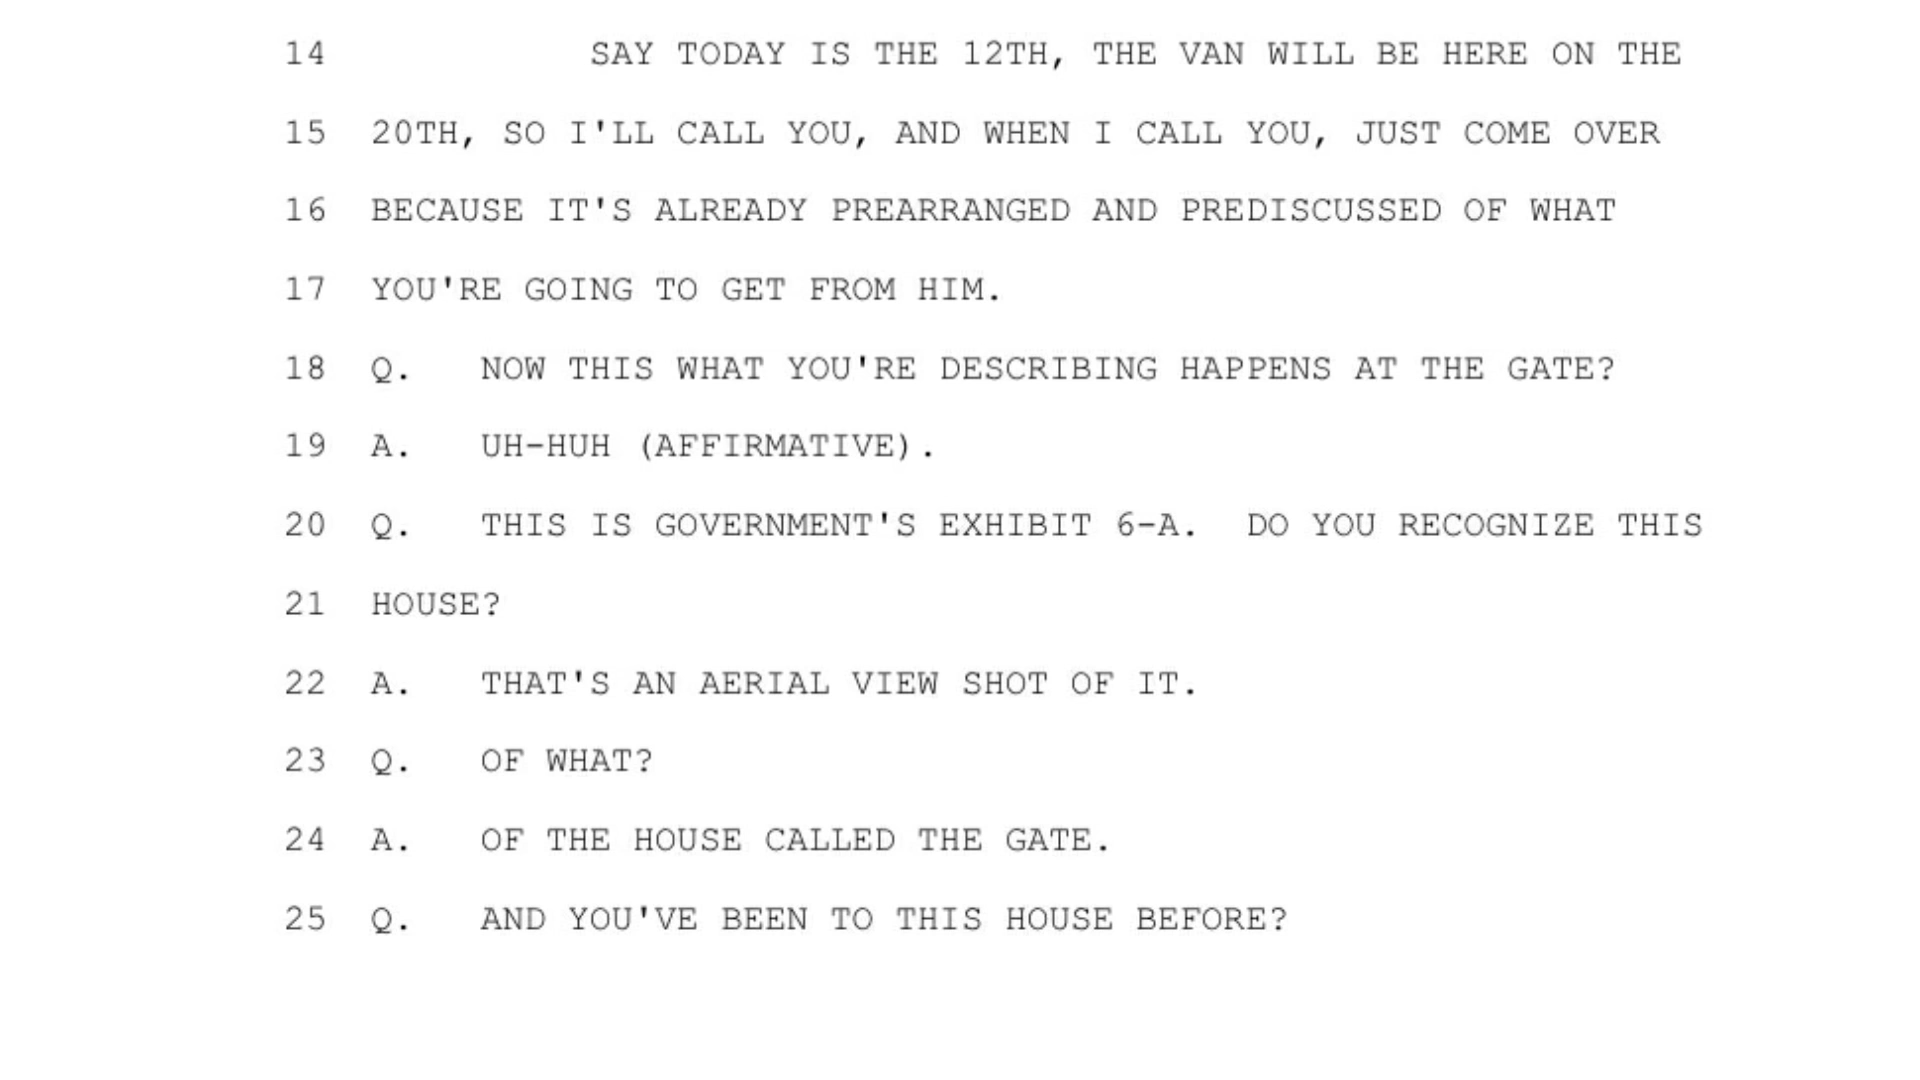 14 SAY TODAY IS THE 12TH, THE VAN WILL BE HERE ON THE
15 20TH, SO I'LL CALL YOU, AND WHEN I CALL YOU, JUST COME OVER
16 BECAUSE IT'S ALREADY PREARRANGED AND PREDISCUSSED OF WHAT
17 YOU'RE GOING TO GET FROM HIM.
18 Q. NOW THIS WHAT YOU'RE DESCRIBING HAPPENS AT THE GATE?
19 A. UH-HUH (AFFIRMATIVE).
20 Q. THIS IS GOVERNMENT'S EXHIBIT 6-A. DO YOU RECOGNIZE THIS
21 HOUSE?
22 A. THAT'S AN AERIAL VIEW SHOT OF IT.
23 Q. OF WHAT?
24 A. OF THE HOUSE CALLED THE GATE.
25 Q. AND YOU'VE BEEN TO THIS HOUSE BEFORE?